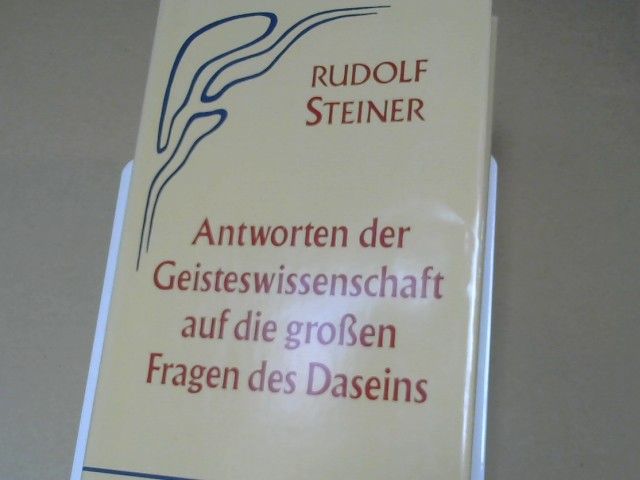 RUDOLF
STEINER
Antworten der
Geisteswissenschaft
auf die großen
Fragen des Daseins